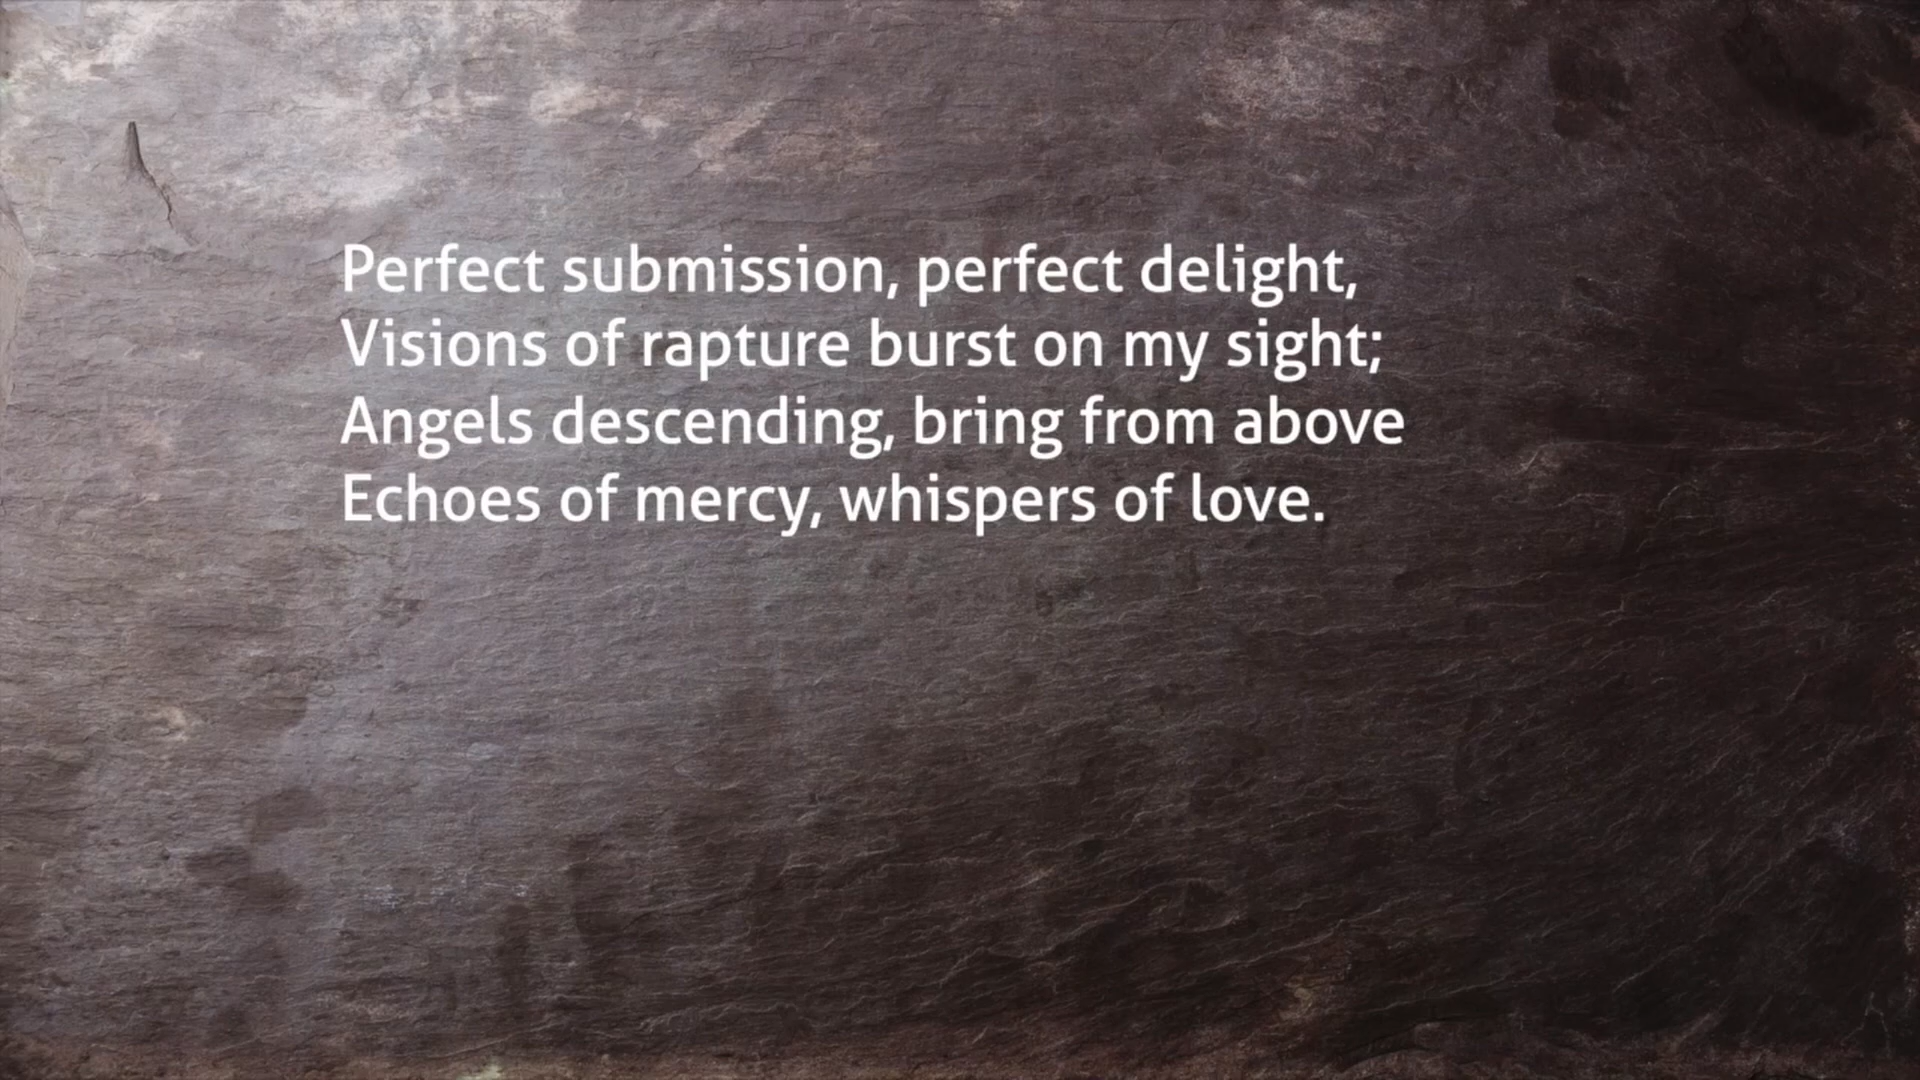 Perfect submission, perfect delight,
Visions of rapture burst on my sight;
Angels descending, bring from above
Echoes of mercy, whispers of love.